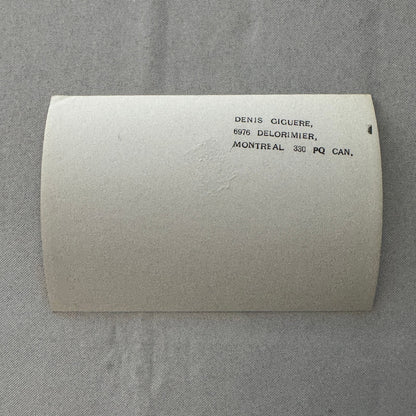 DENIS GIGUERE,
6976 DELORIMIER,
MONTREAL 330 PQ CAN,